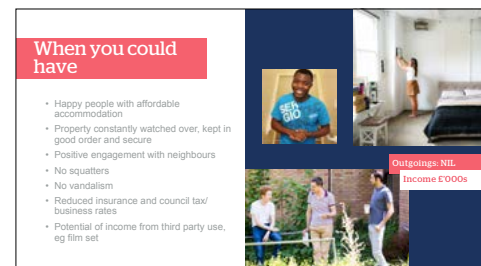 When you could
have
• Happy people with affordable
accommodation
• Property constantly watched over, kept in
good order and secure
• Positive engagement with neighbours
• No squatters
• No vandalism
• Reduced insurance and council tax/
business rates
• Potential of income from third party use,
eg film set
SER
GIO
Outgoings: NIL
Income £'000s